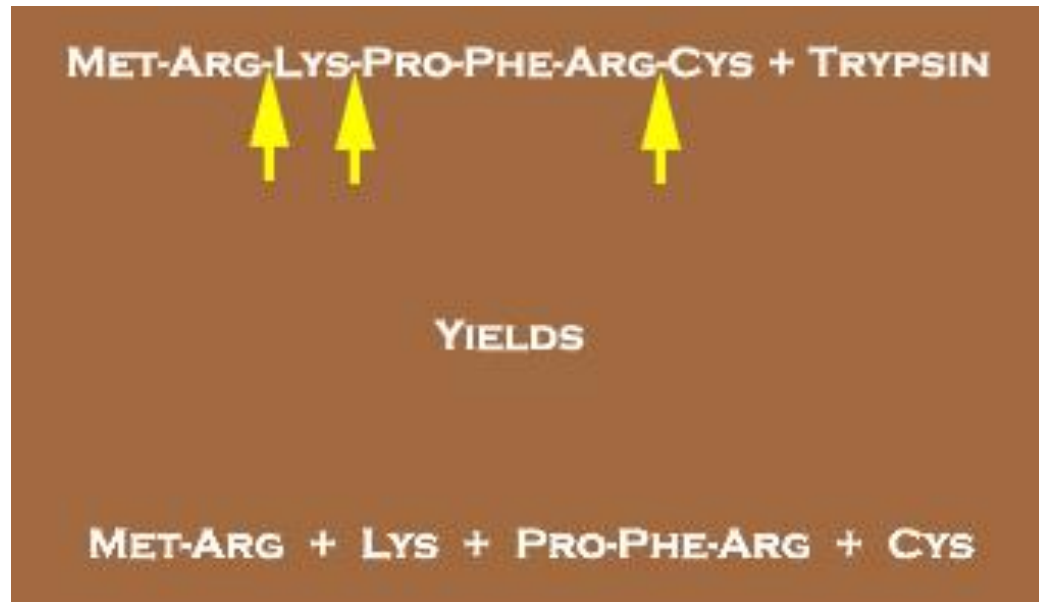 Met-Arg-Lys-Pro-Phe-Arg-Cys + Trypsin
Yields
Met-Arg + Lys + Pro-Phe-Arg + Cys